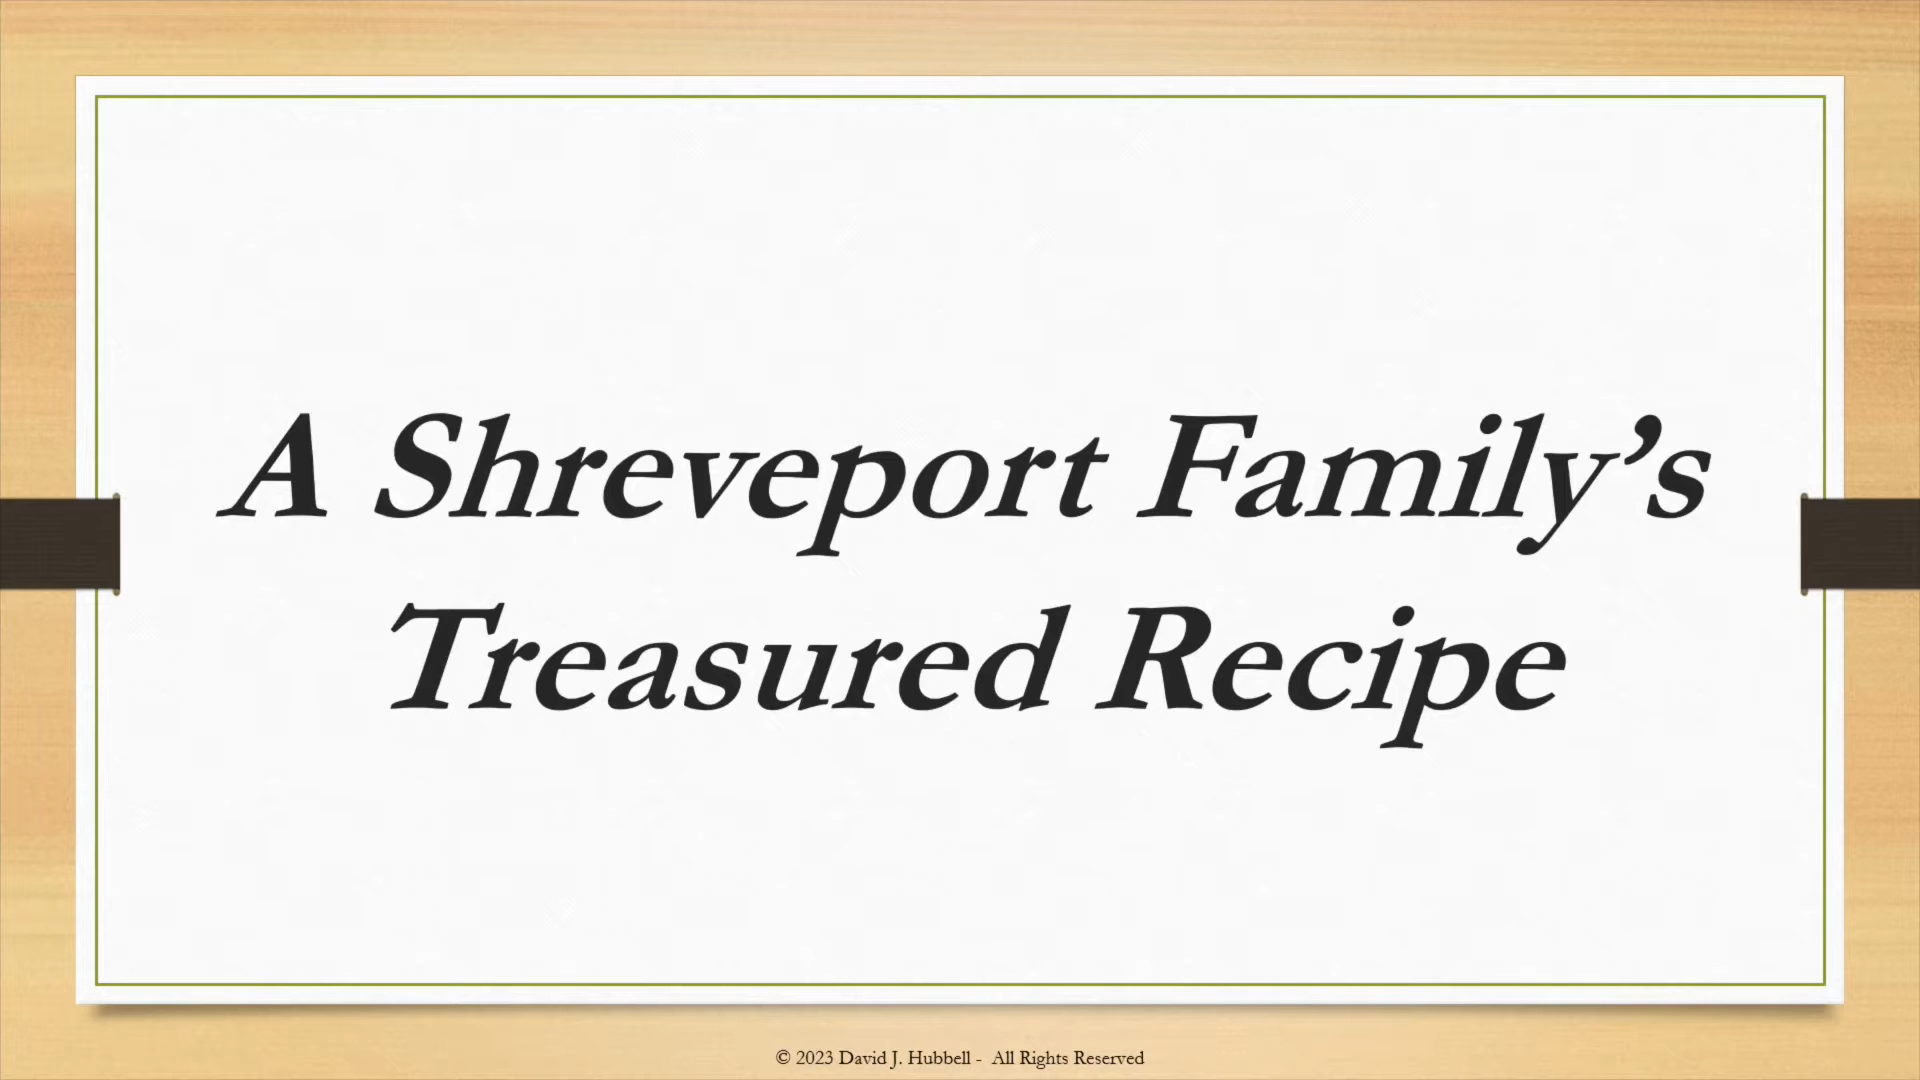 A Shreveport Family’s
Treasured Recipe
© 2023 David J. Hubbell -  All Rights Reserved